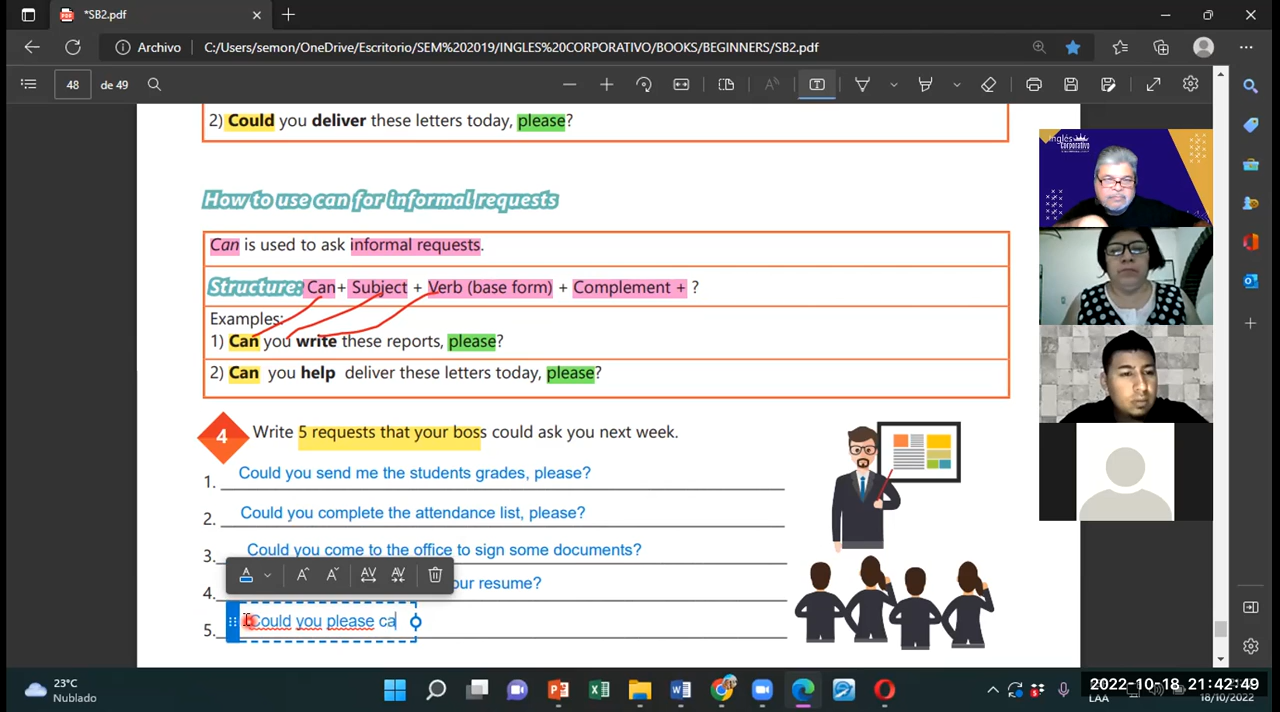 *SB2.pdf
Archivo
C:/Users/semon/OneDrive/Escritorio/SEM%202019/INGLES%20CORPORATIVO/BOOKS/BEGINNERS/SB2.pdf
48 de 49
2) Could you deliver these letters today, please?
How to use can for informal requests
Can is used to ask informal requests.
Structure: Can+ Subject + Verb (base form) + Complement + ?
Examples:
1) Can you write these reports, please?
2) Can you help deliver these letters today, please?
4 Write 5 requests that your boss could ask you next week.
1. Could you send me the students grades, please?
2. Could you complete the attendance list, please?
3. Could you come to the office to sign some documents?
4. our resume?
5. Could you please ca
Inglés Corporativo
23°C
Nublado
LAA
2022-10-18 21:42:49
18/10/2022